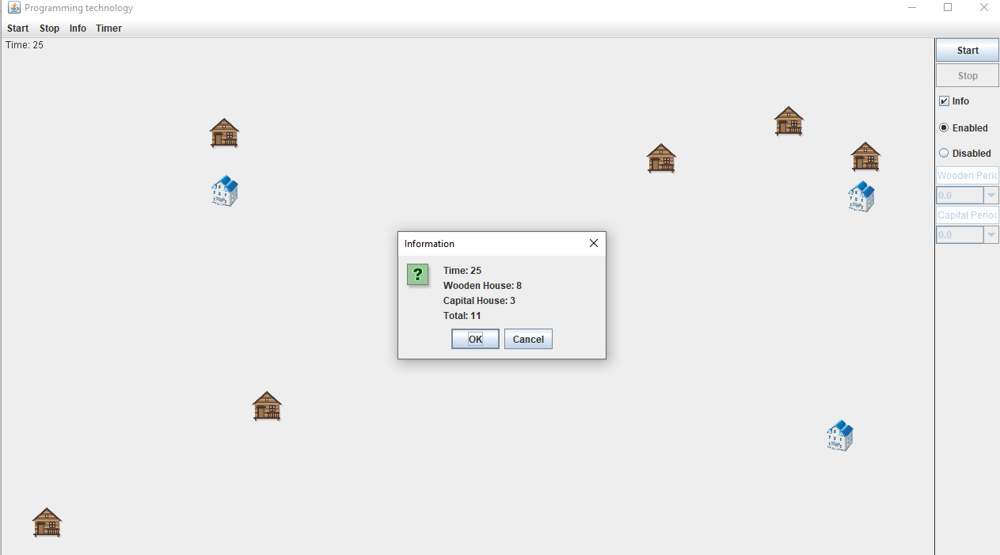 Programming technology
Start Stop Info Timer
Time: 25
Start
Stop
Info
Enabled
Disabled
Wooden Perio
0.0
Capital Period
0.0
Information
?
Time: 25
Wooden House: 8
Capital House: 3
Total: 11
OK Cancel